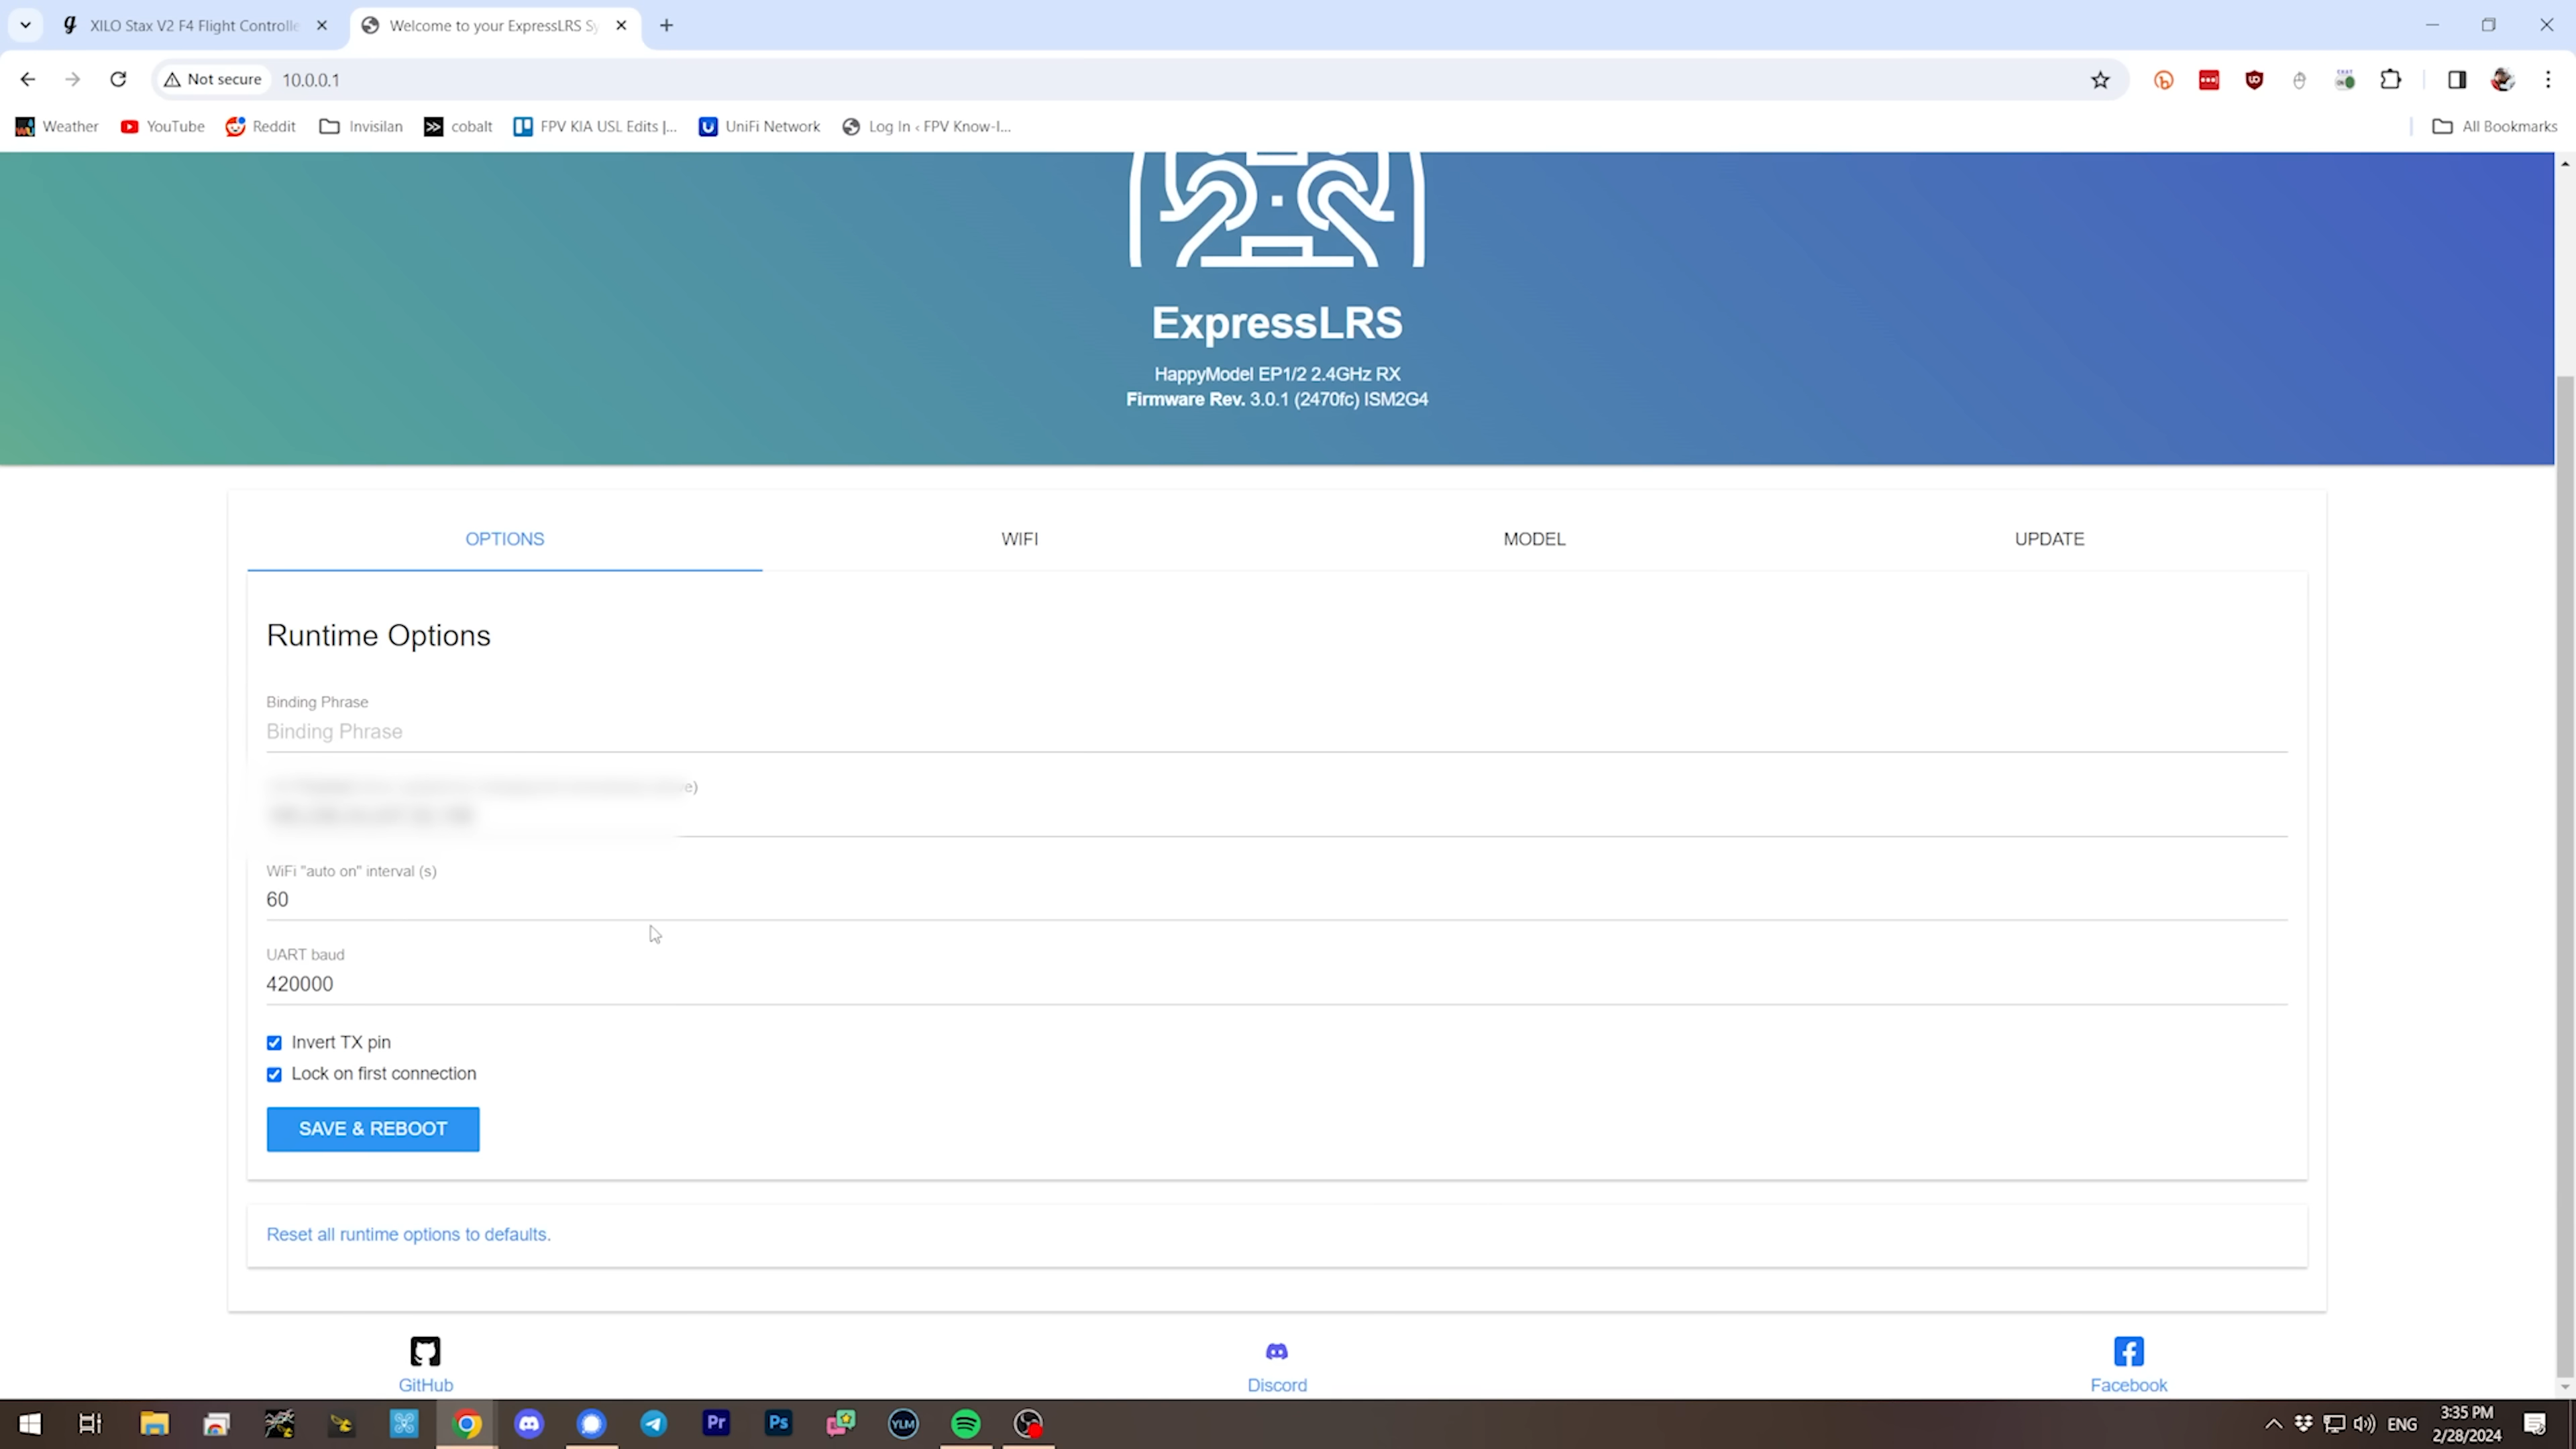 XILO Stax V2 F4 Flight Controlle
Welcome to your ExpressLRS Sy
Not secure
10.0.0.1
Weather
YouTube
Reddit
Invisilan
cobalt
FPV KIA USL Edits |...
UniFi Network
Log In ‹ FPV Know-I...
All Bookmarks
ExpressLRS
HappyModel EP1/2 2.4GHz RX
Firmware Rev. 3.0.1 (2470fc) ISM2G4
OPTIONS
WIFI
MODEL
UPDATE
Runtime Options
Binding Phrase
Binding Phrase
WiFi "auto on" interval (s)
60
UART baud
420000
Invert TX pin
Lock on first connection
SAVE & REBOOT
Reset all runtime options to defaults.
GitHub
Discord
Facebook
Pr
Ps
YLM
ENG
3:35 PM
2/28/2024